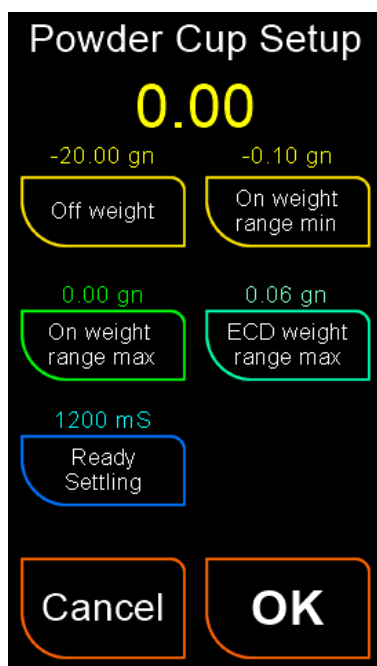 Powder Cup Setup
0.00
-20.00 gn
-0.10 gn
Off weight
On weight
range min
0.00 gn
0.06 gn
On weight
range max
ECD weight
range max
1200 mS
Ready
Settling
Cancel
OK